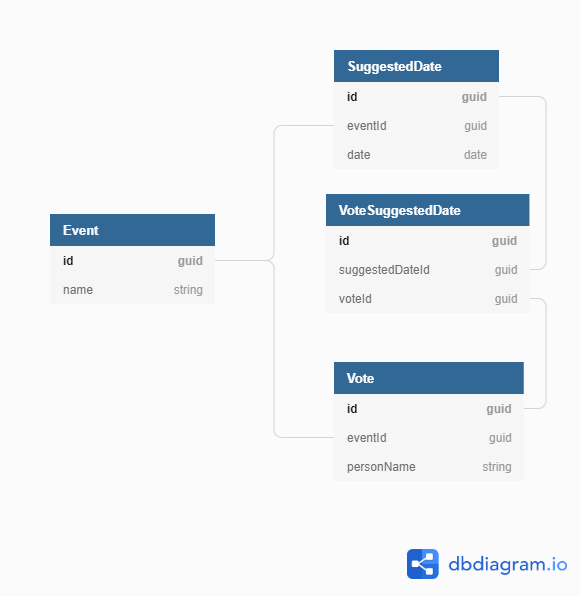 SuggestedDate
id guid
eventId guid
date date
VoteSuggestedDate
id guid
suggestedDateId guid
voteId guid
Event
id guid
name string
Vote
id guid
eventId guid
personName string
dbdiagram.io